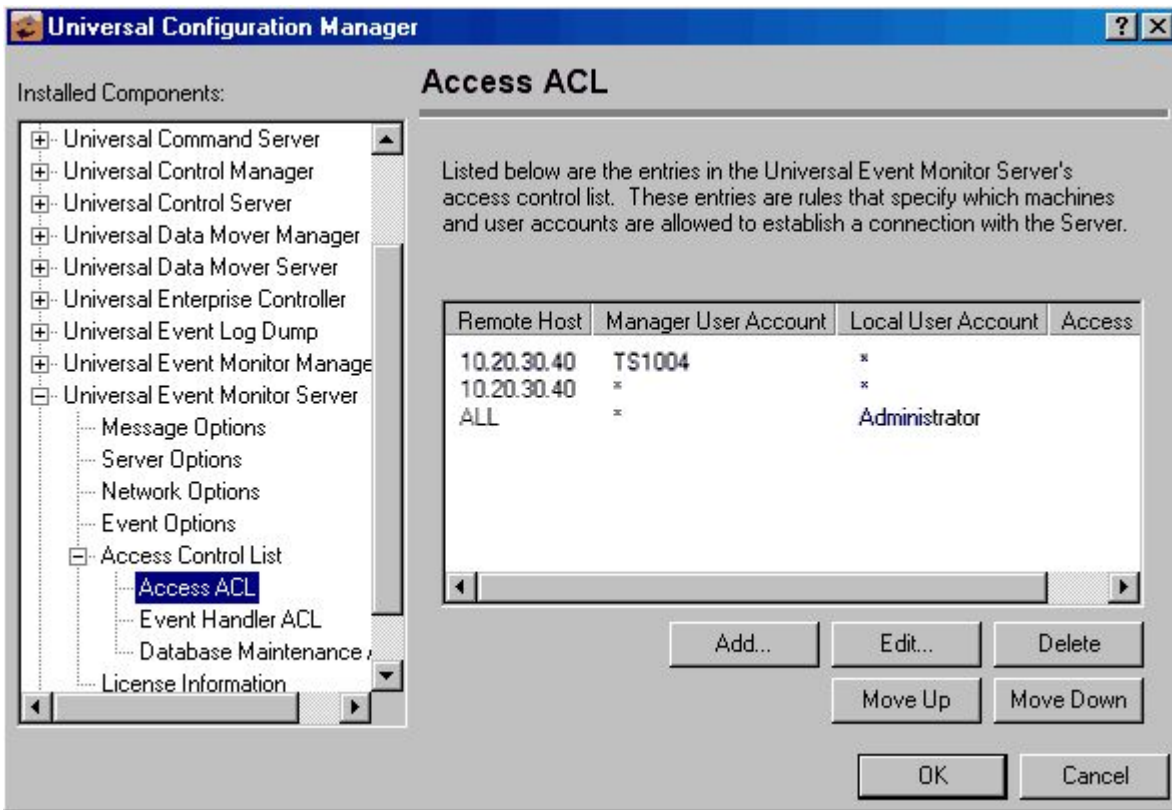 Universal Configuration Manager
Installed Components:
Universal Command Server
Universal Control Manager
Universal Control Server
Universal Data Mover Manager
Universal Data Mover Server
Universal Enterprise Controller
Universal Event Log Dump
Universal Event Monitor Manage
Universal Event Monitor Server
Message Options
Server Options
Network Options
Event Options
Access Control List
Access ACL
Event Handler ACL
Database Maintenance
License Information
Access ACL
Listed below are the entries in the Universal Event Monitor Server's
access control list. These entries are rules that specify which machines
and user accounts are allowed to establish a connection with the Server.
Remote Host Manager User Account Local User Account Access
10.20.30.40 TS1004 *
10.20.30.40 * *
ALL * Administrator
Add... Edit... Delete
Move Up Move Down
OK Cancel